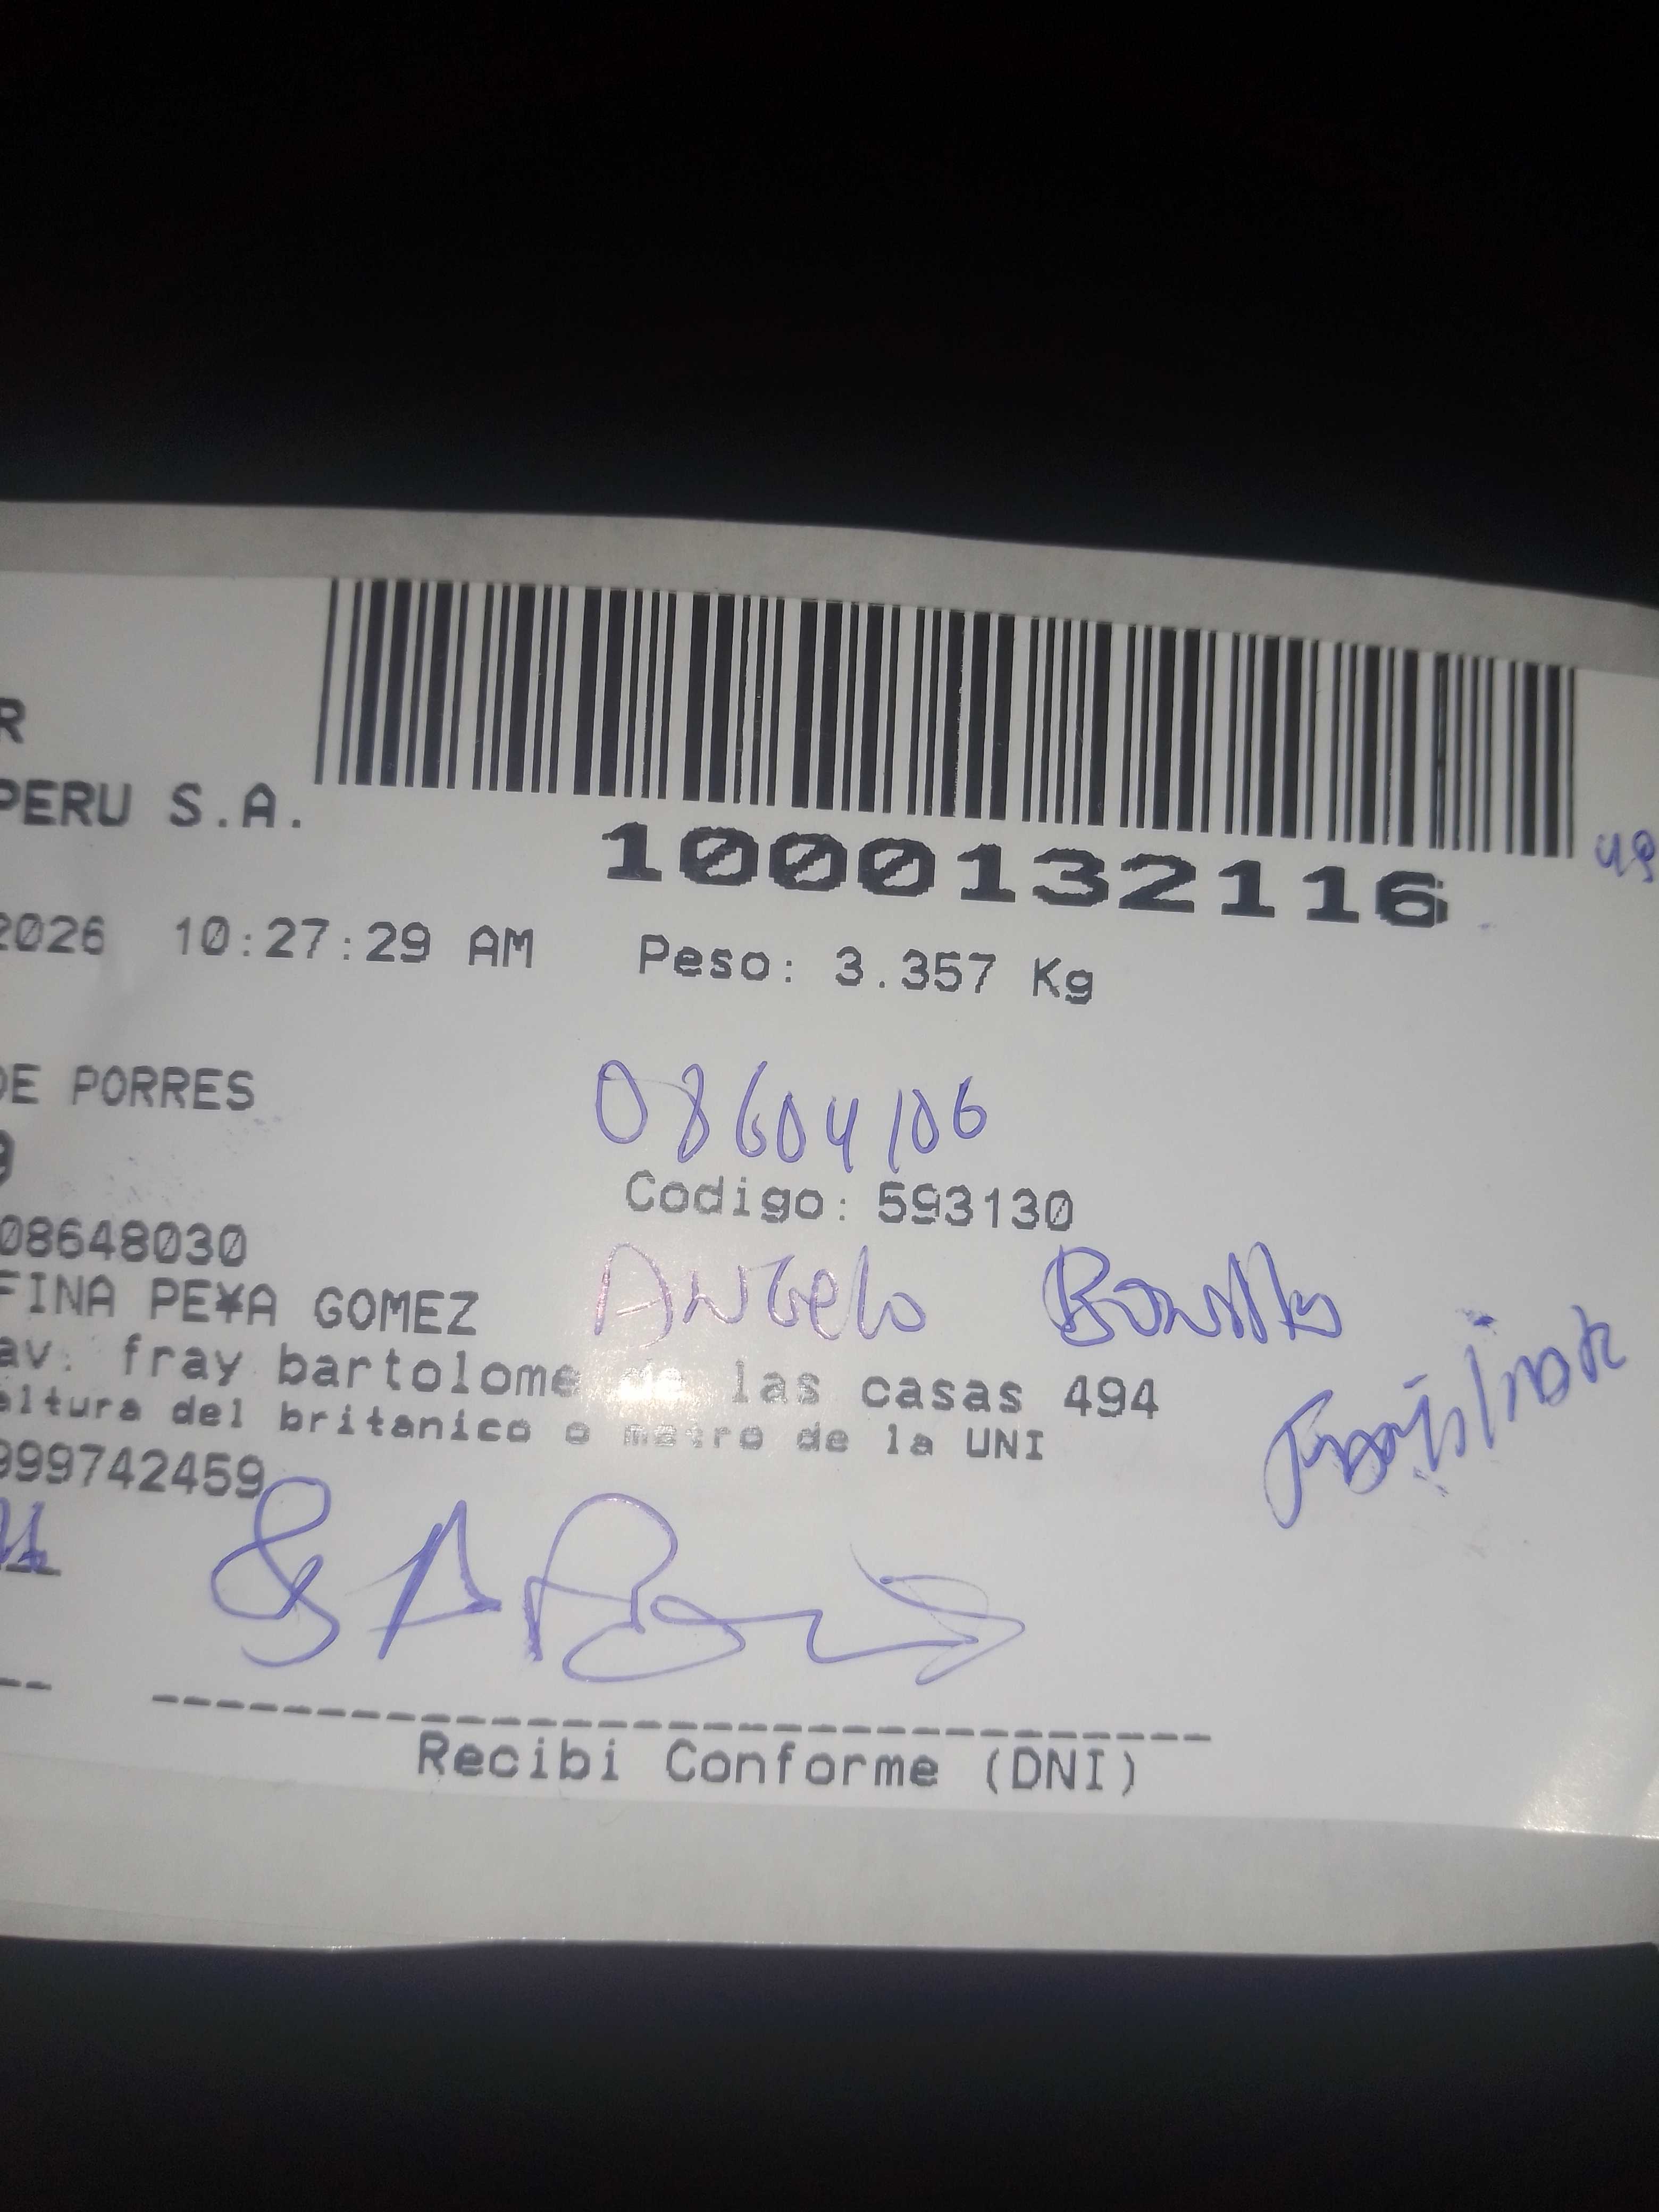 R
PERU S.A.
1000132116
49
2026 10:27:29 AM Peso: 3.357 Kg
DE PORRES
08604106
Codigo: 593130
08648030
FINA PE¥A GOMEZ
Angelo Bonilla
av. fray bartolome de las casas 494
altura del britanico o metro de la UNI
999742459
Recibi Conforme (DNI)